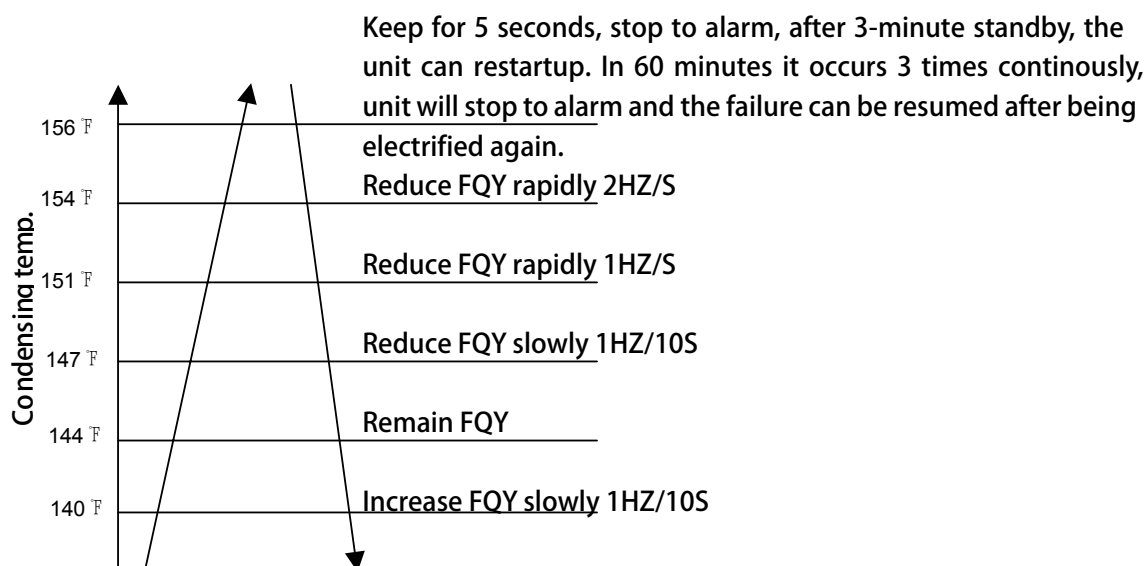 Keep for 5 seconds, stop to alarm, after 3-minute standby, the
unit can restartup. In 60 minutes it occurs 3 times continously,
unit will stop to alarm and the failure can be resumed after being
electrified again.
156 ℉
Reduce FQY rapidly 2HZ/S
154 ℉
Reduce FQY rapidly 1HZ/S
151 ℉
Reduce FQY slowly 1HZ/10S
147 ℉
Remain FQY
144 ℉
Increase FQY slowly 1HZ/10S
140 ℉
Condensing temp.